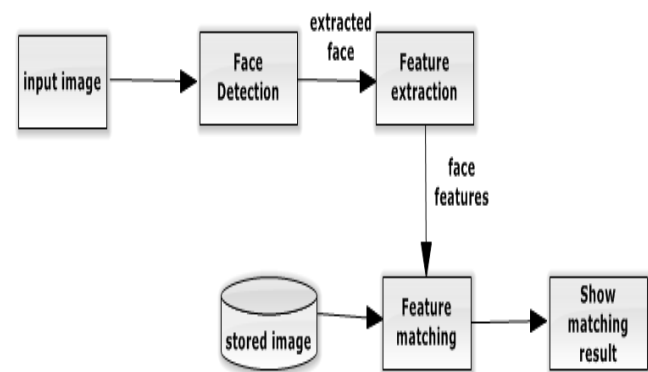 input image
Face
Detection
extracted
face
Feature
extraction
face
features
stored image
Feature
matching
Show
matching
result